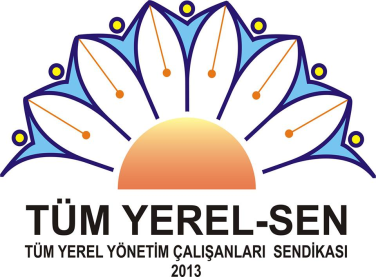 TÜM YEREL-SEN
TÜM YEREL YÖNETİM ÇALIŞANLARI SENDİKASI
2013